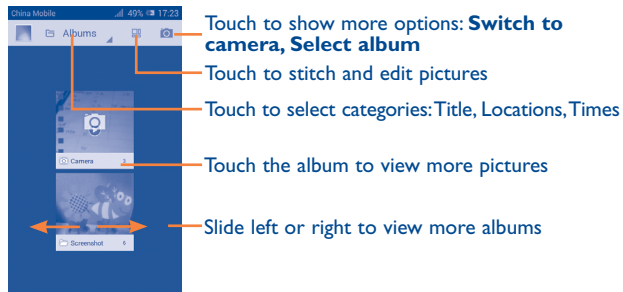 China Mobile 49% 17:23
Albums
Camera 3
Screenshot 6
Touch to show more options: Switch to
camera, Select album
Touch to stitch and edit pictures
Touch to select categories: Title, Locations, Times
Touch the album to view more pictures
Slide left or right to view more albums